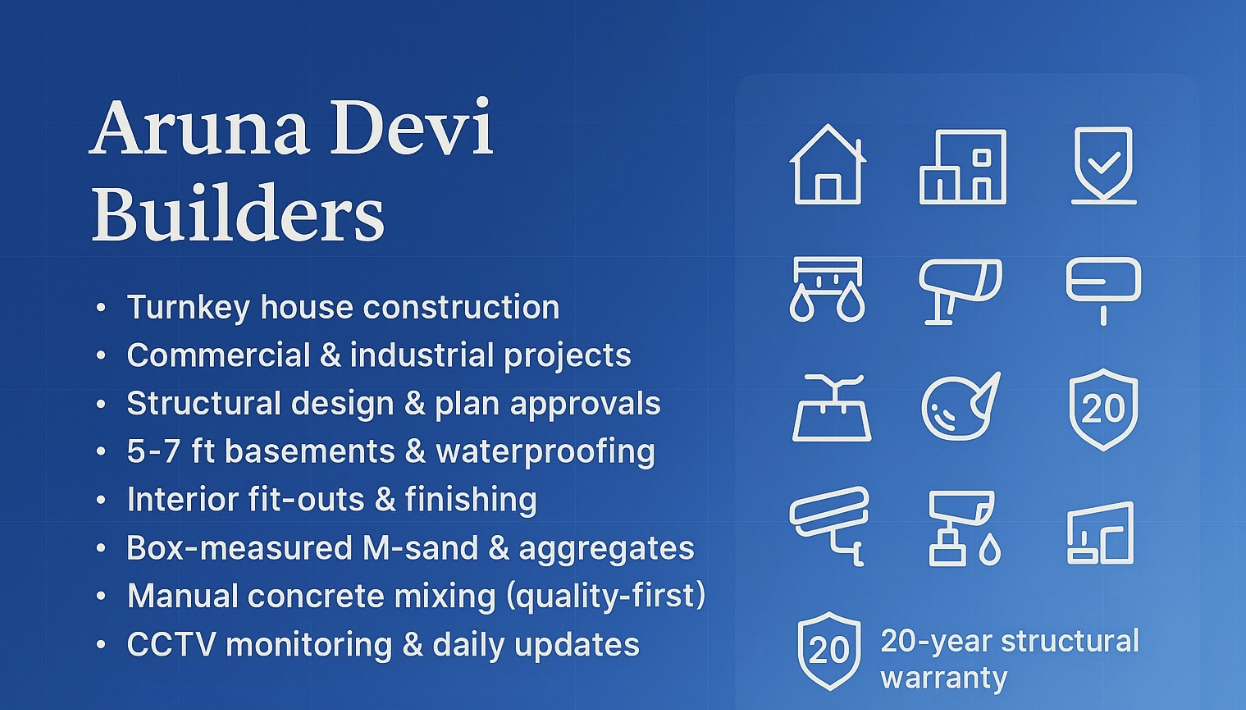 Aruna Devi
Builders
• Turnkey house construction
• Commercial & industrial projects
• Structural design & plan approvals
• 5-7 ft basements & waterproofing
• Interior fit-outs & finishing
• Box-measured M-sand & aggregates
• Manual concrete mixing (quality-first)
• CCTV monitoring & daily updates
20
20
20-year structural
warranty